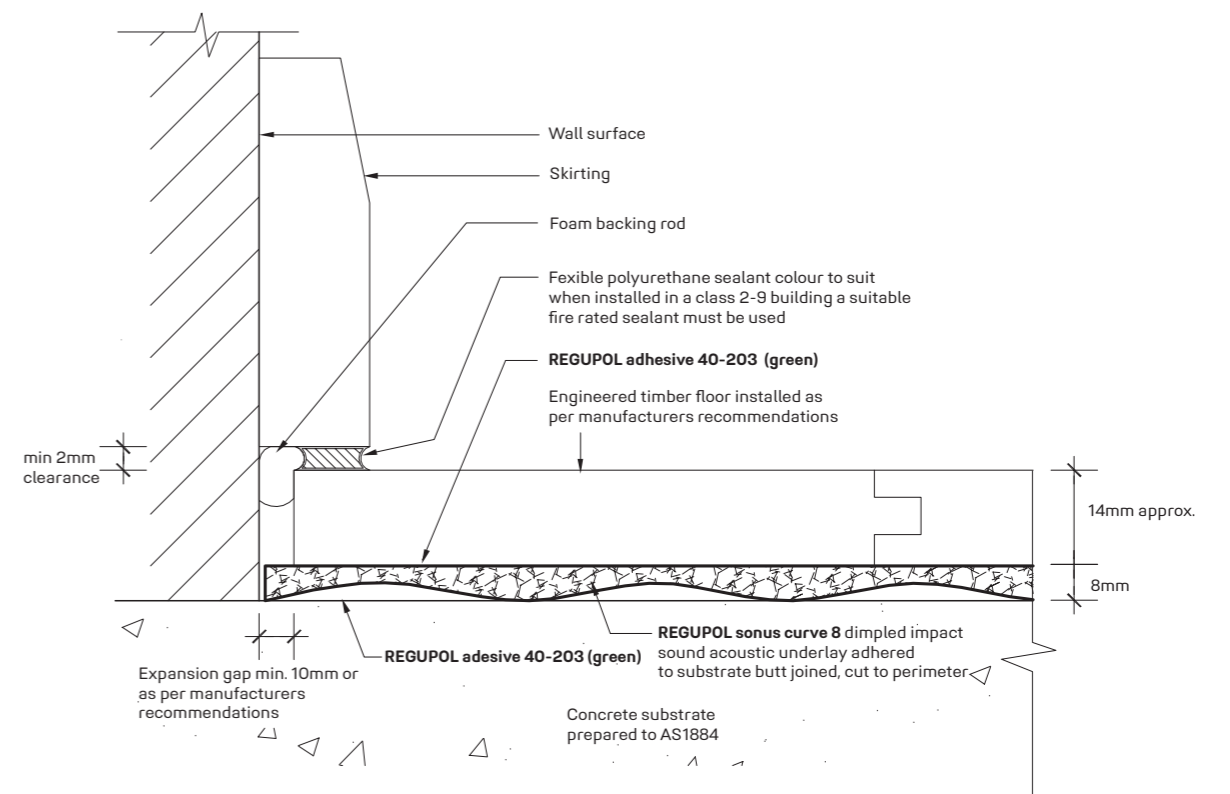 Wall surface
Skirting
Foam backing rod
Fexible polyurethane sealant colour to suit
when installed in a class 2-9 building a suitable
fire rated sealant must be used
REGUPOL adhesive 40-203 (green)
Engineered timber floor installed as
per manufacturers recommendations
min 2mm
clearance
14mm approx.
8mm
REGUPOL sonus curve 8 dimpled impact
sound acoustic underlay adhered
to substrate butt joined, cut to perimeter
REGUPOL adesive 40-203 (green)
Expansion gap min. 10mm or
as per manufacturers
recommendations
Concrete substrate
prepared to AS1884